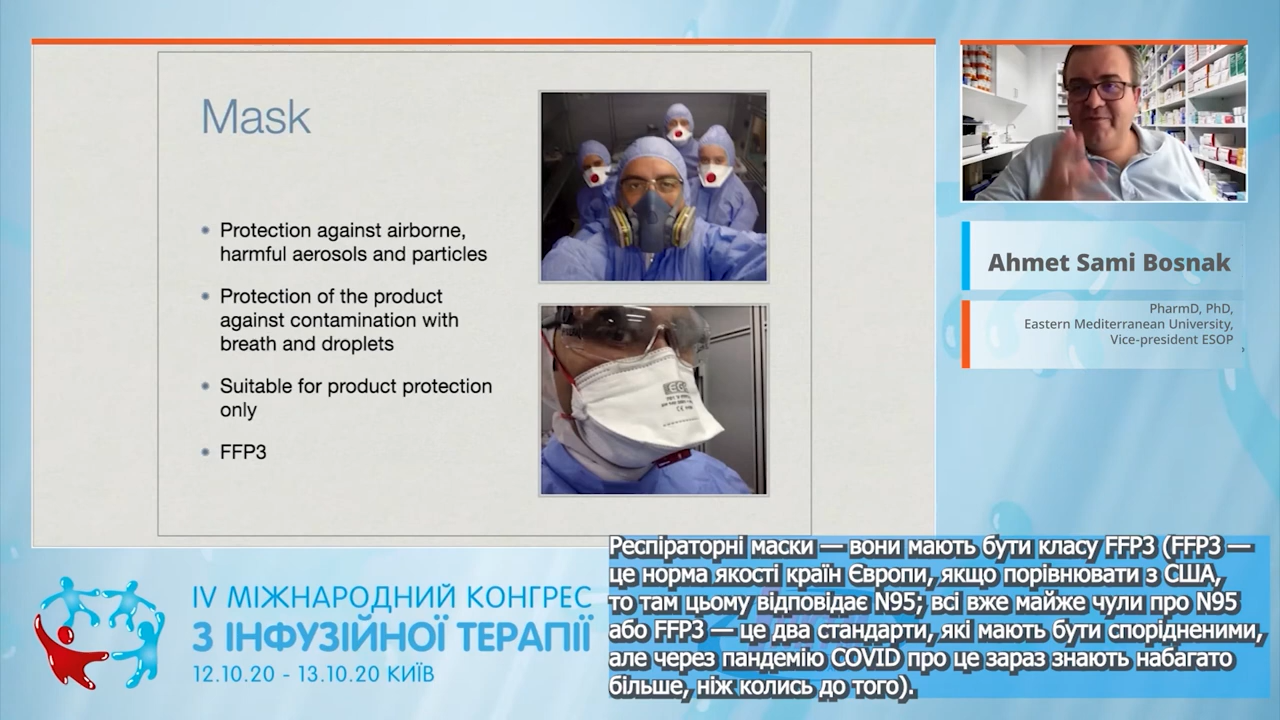 Mask
Protection against airborne,
harmful aerosols and particles
Protection of the product
against contamination with
breath and droplets
Suitable for product protection
only
FFP3
Ahmet Sami Bosnak
PharmD, PhD,
Eastern Mediterranean University,
Vice-president ESOP
IV МІЖНАРОДНИЙ КОНГРЕС
З ІНФУЗІЙНОЇ ТЕРАПІЇ
12.10.20 - 13.10.20 КИЇВ
Респіраторні маски — вони мають бути класу FFP3 (FFP3 —
це норма якості країн Європи, якщо порівнювати з США,
то там цьому відповідає N95; всі вже майже чули про N95
або FFP3 — це два стандарти, які мають бути спорідненими,
але через пандемію COVID про це зараз знають набагато
більше, ніж колись до того).